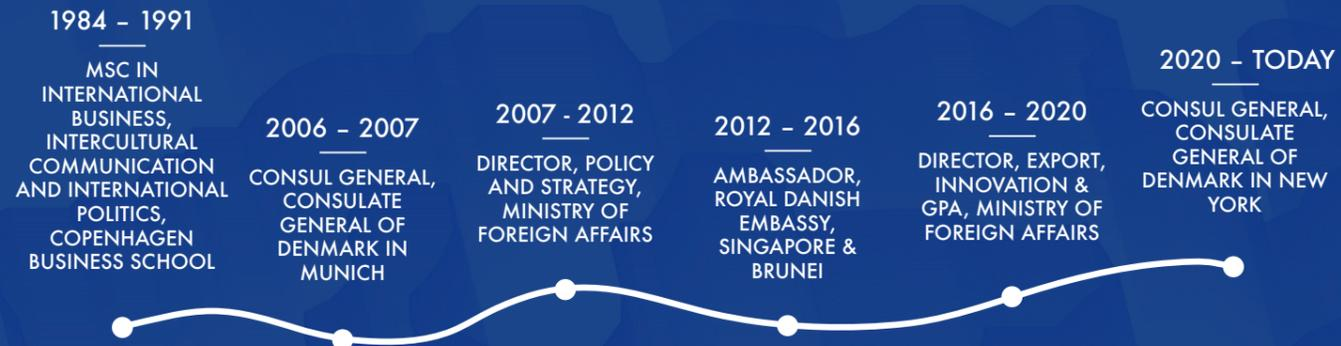 1984 – 1991
MSC IN
INTERNATIONAL
BUSINESS,
INTERCULTURAL
COMMUNICATION
AND INTERNATIONAL
POLITICS,
COPENHAGEN
BUSINESS SCHOOL
2006 – 2007
CONSUL GENERAL,
CONSULATE
GENERAL OF
DENMARK IN
MUNICH
2007 - 2012
DIRECTOR, POLICY
AND STRATEGY,
MINISTRY OF
FOREIGN AFFAIRS
2012 – 2016
AMBASSADOR,
ROYAL DANISH
EMBASSY,
SINGAPORE &
BRUNEI
2016 – 2020
DIRECTOR, EXPORT,
INNOVATION &
GPA, MINISTRY OF
FOREIGN AFFAIRS
2020 – TODAY
CONSUL GENERAL,
CONSULATE
GENERAL OF
DENMARK IN NEW
YORK